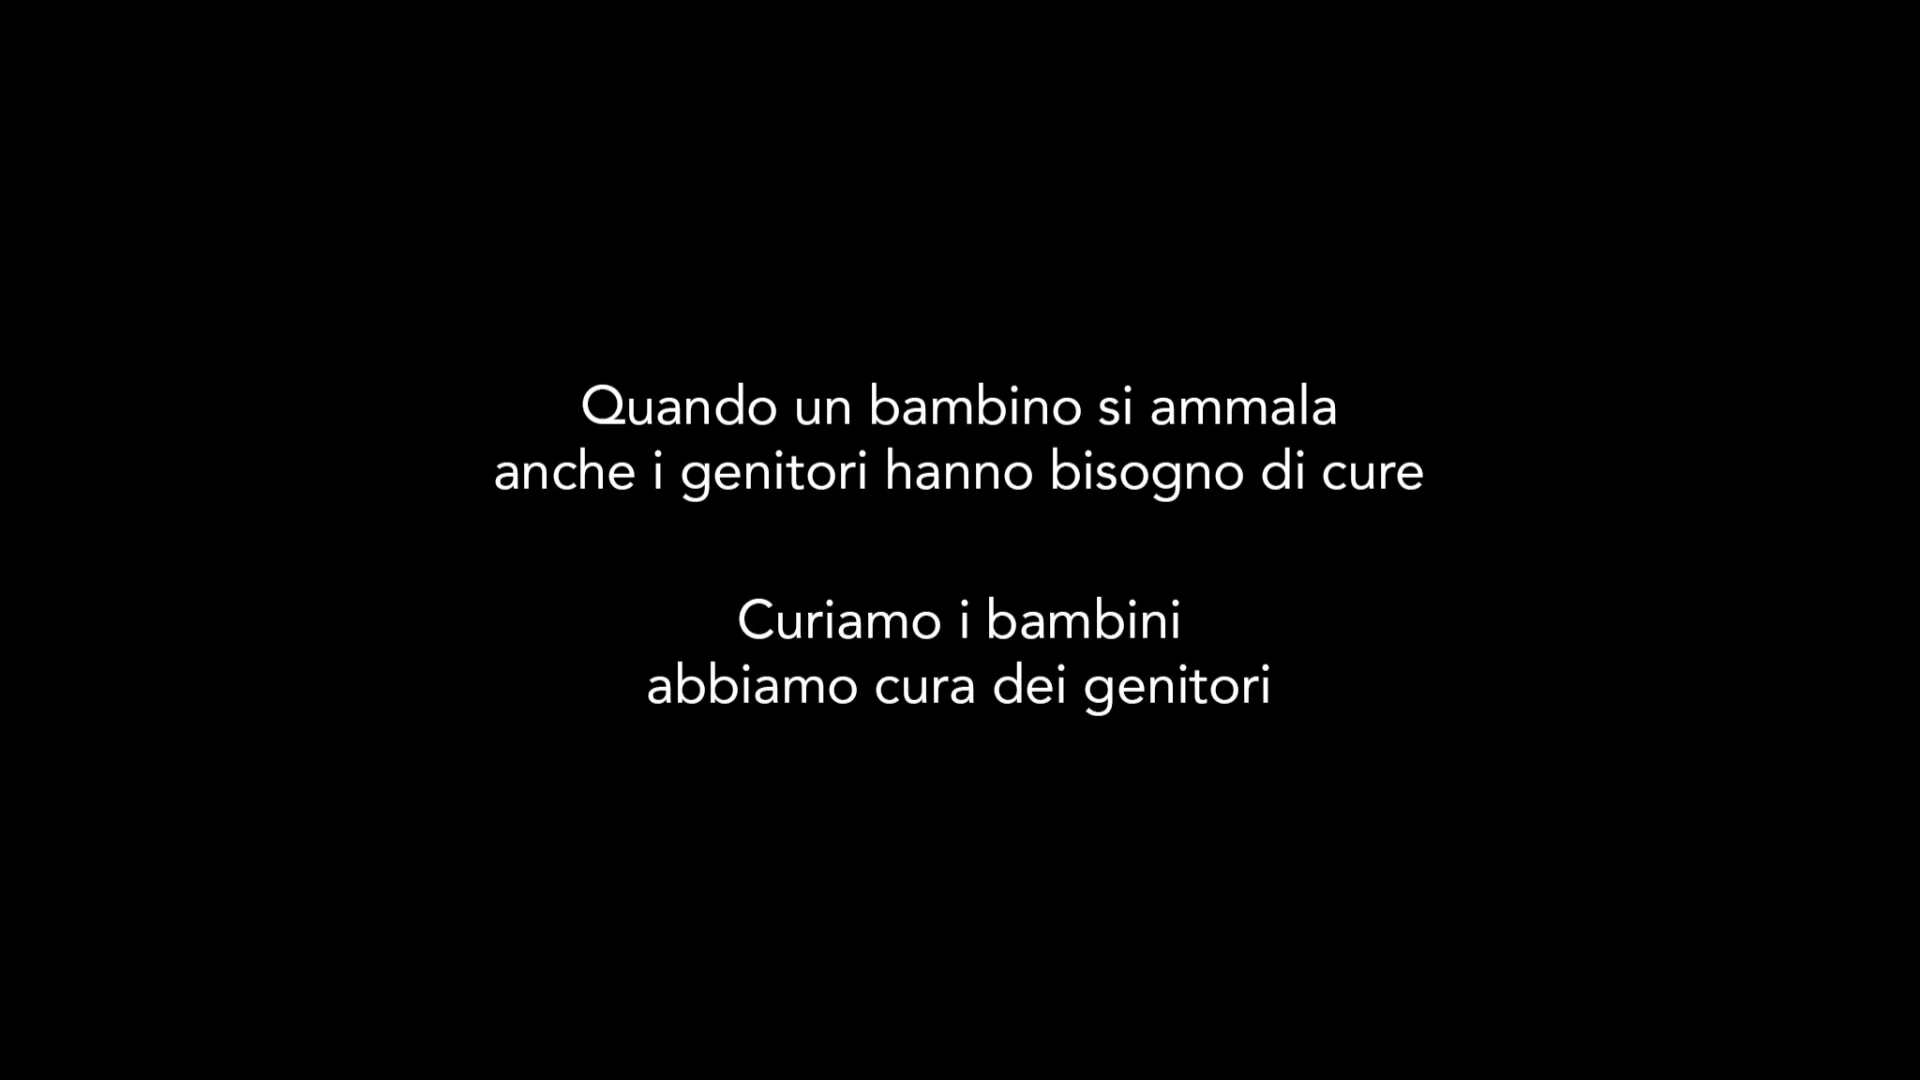 Quando un bambino si ammala
anche i genitori hanno bisogno di cure
Curiamo i bambini
abbiamo cura dei genitori